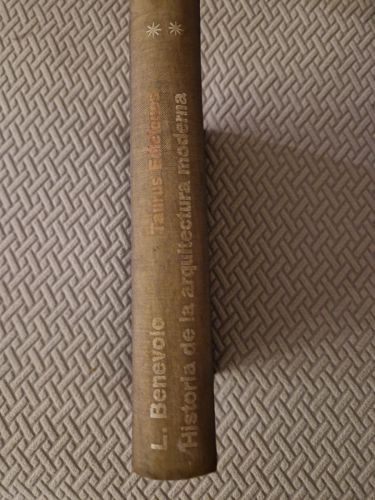 L. Benevolo Taurus Ediciones
Historia de la arquitectura moderna
**